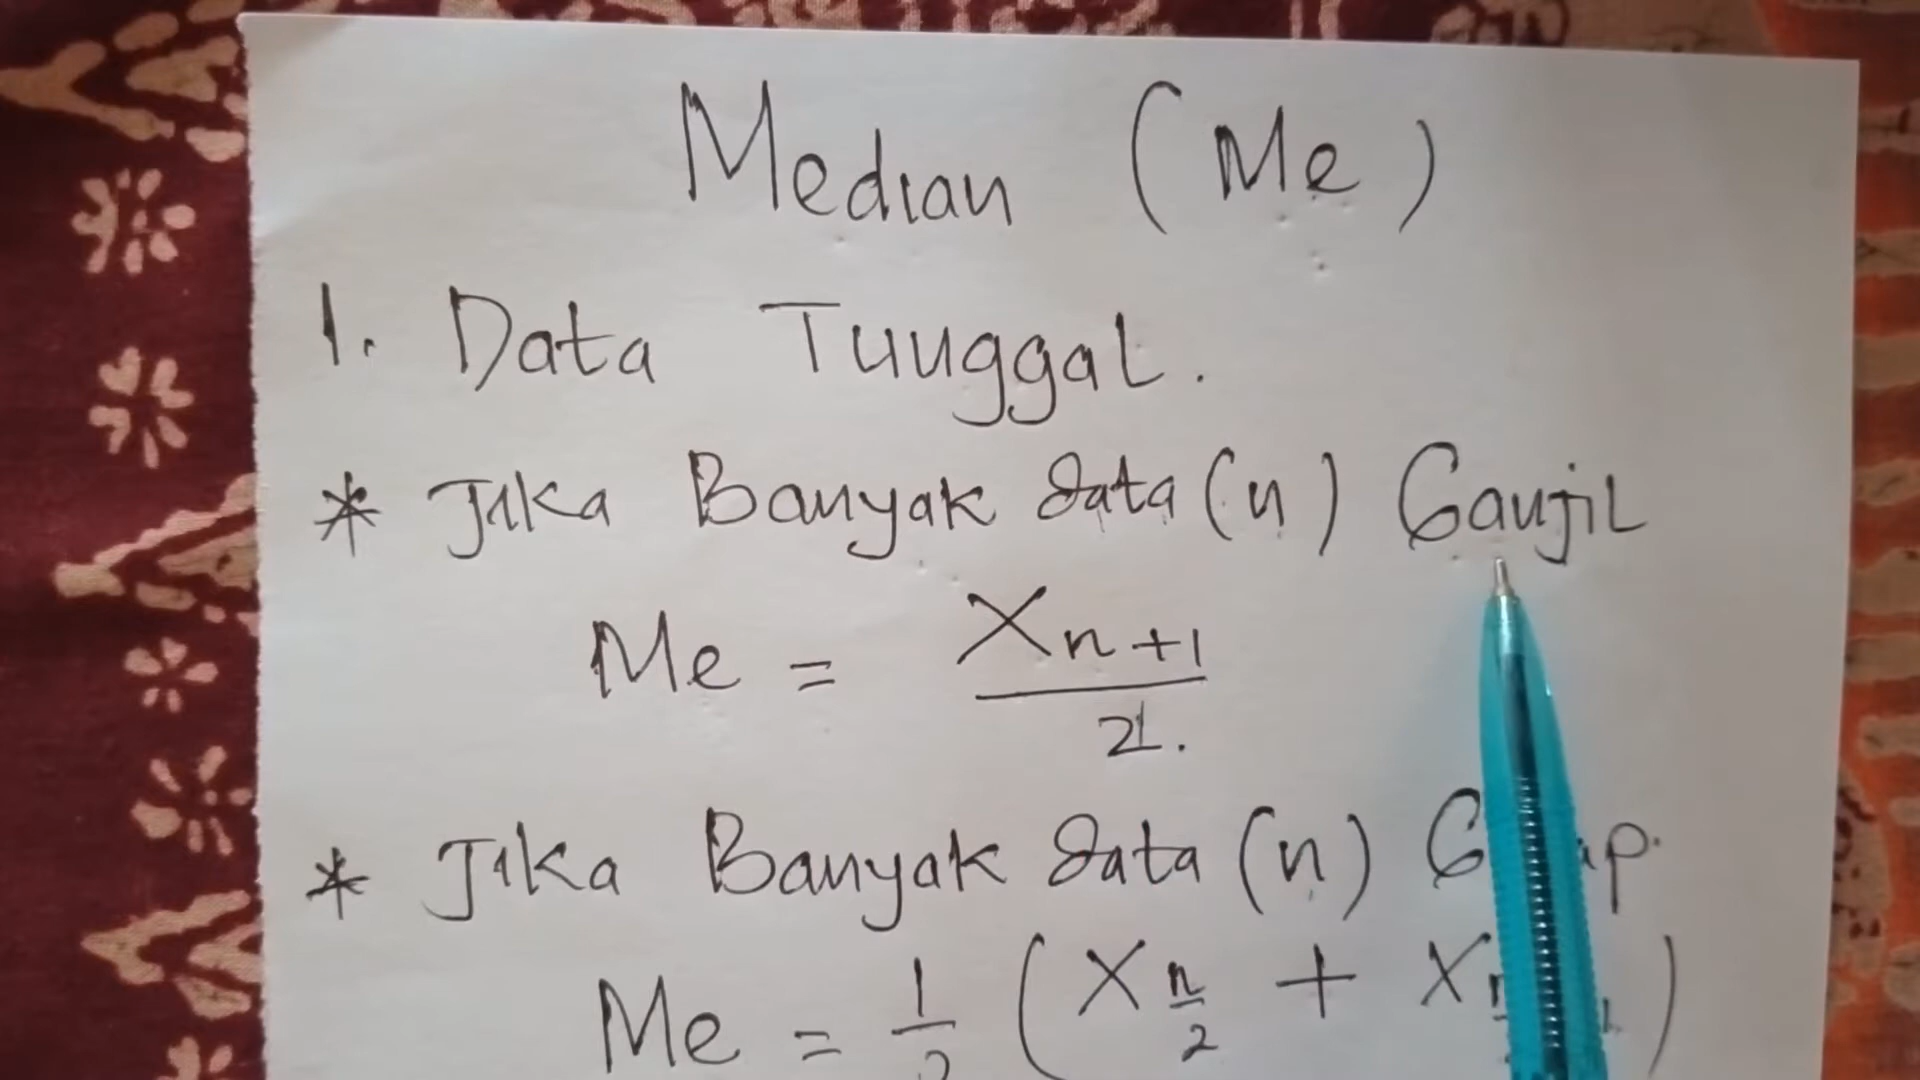 Median (Me)
1. Data Tunggal.
* Jika Banyak data (n) Ganjil
Me = Xn+1
2.
* Jika Banyak data (n)
Me = 1/2 (X n/2 + X